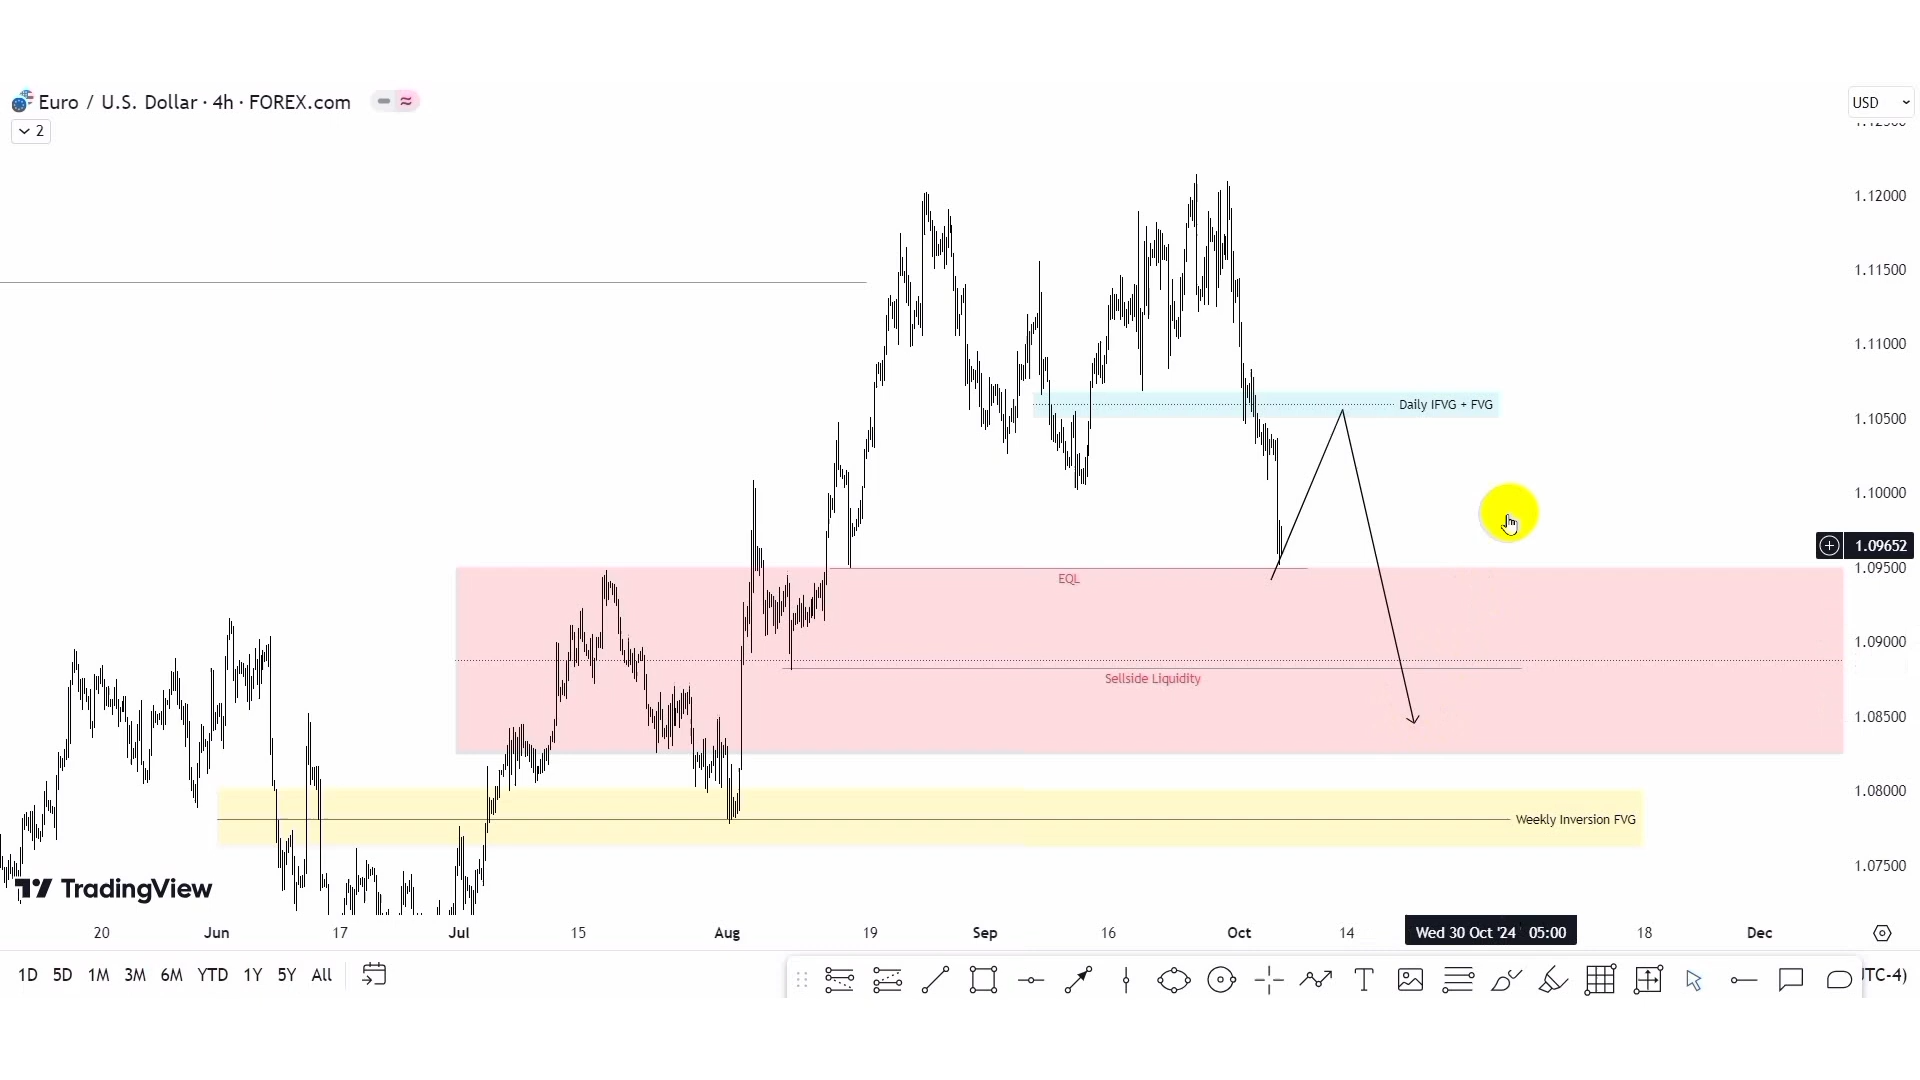 Euro / U.S. Dollar · 4h · FOREX.com
USD
2
1.12000
1.11500
1.11000
Daily IFVG + FVG
1.10500
1.10000
1.09652
1.09500
EQL
1.09000
Sellside Liquidity
1.08500
1.08000
Weekly Inversion FVG
1.07500
TradingView
20 Jun 17 Jul 15 Aug 19 Sep 16 Oct 14 Wed 30 Oct '24 05:00 18 Dec
1D 5D 1M 3M 6M YTD 1Y 5Y All TC-4)